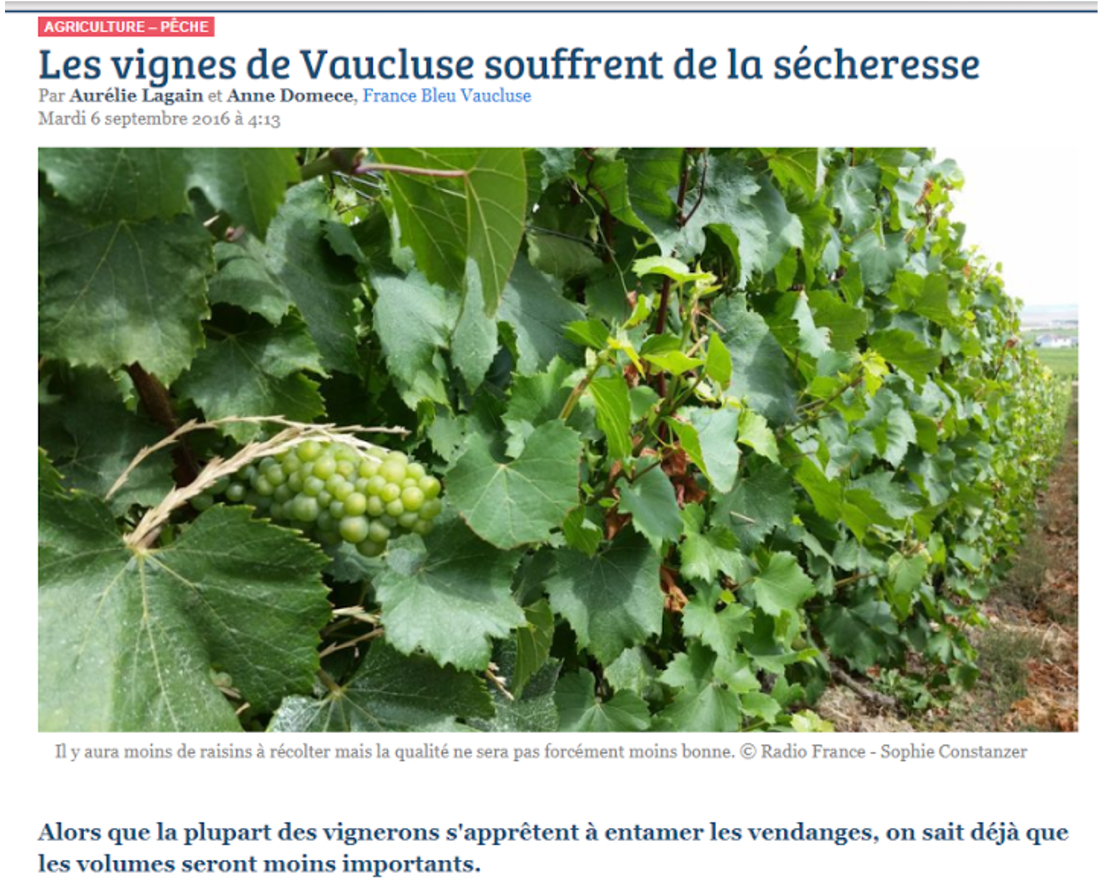 AGRICULTURE – PÊCHE
Les vignes de Vaucluse souffrent de la sécheresse
Par Aurélie Lagain et Anne Domece, France Bleu Vaucluse
Mardi 6 septembre 2016 à 4:13
Il y aura moins de raisins à récolter mais la qualité ne sera pas forcément moins bonne. © Radio France - Sophie Constanzer
Alors que la plupart des vignerons s'apprêtent à entamer les vendanges, on sait déjà que
les volumes seront moins importants.